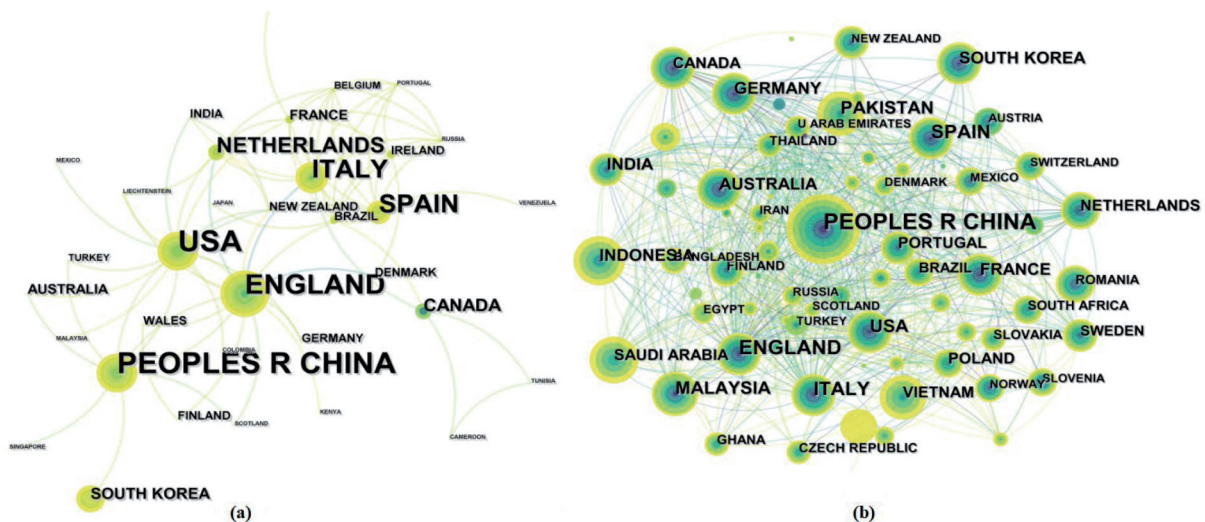 PORTUGAL
BELGIUM
INDIA
FRANCE
RUSSIA
NETHERLANDS
IRELAND
MEXICO
ITALY
LIECHTENSTEIN
JAPAN
NEW ZEALAND
SPAIN
VENEZUELA
BRAZIL
USA
TURKEY
DENMARK
ENGLAND
AUSTRALIA
CANADA
WALES
MALAYSIA
GERMANY
COLOMBIA
PEOPLES R CHINA
TUNISIA
FINLAND
KENYA
SCOTLAND
CAMEROON
SINGAPORE
SOUTH KOREA
(a)
NEW ZEALAND
SOUTH KOREA
CANADA
GERMANY
PAKISTAN
U ARAB EMIRATES
SPAIN
AUSTRIA
THAILAND
INDIA
SWITZERLAND
MEXICO
AUSTRALIA
DENMARK
NETHERLANDS
IRAN
PEOPLES R CHINA
PORTUGAL
INDONESIA
BANGLADESH
FINLAND
BRAZIL
FRANCE
ROMANIA
RUSSIA
SOUTH AFRICA
EGYPT
SCOTLAND
TURKEY
USA
SLOVAKIA
SWEDEN
SAUDI ARABIA
ENGLAND
POLAND
SLOVENIA
MALAYSIA
ITALY
VIETNAM
NORWAY
GHANA
CZECH REPUBLIC
(b)